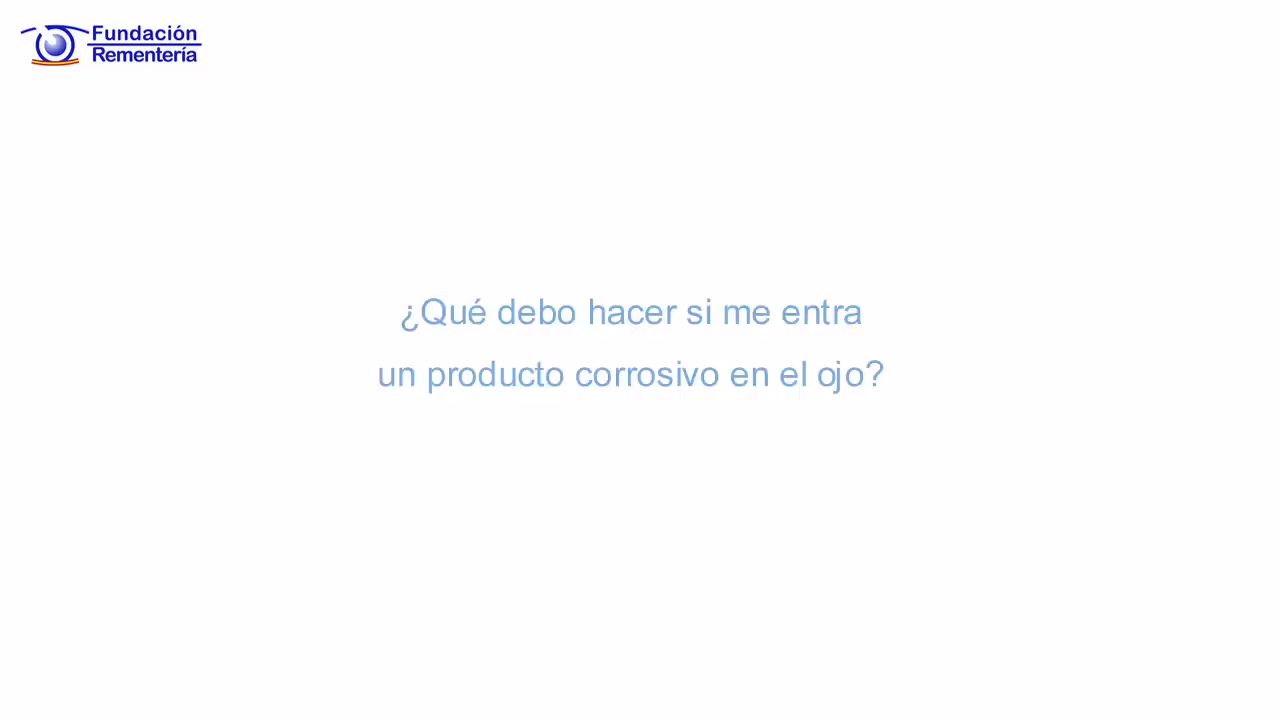 Fundación
Rementería
¿Qué debo hacer si me entra
un producto corrosivo en el ojo?